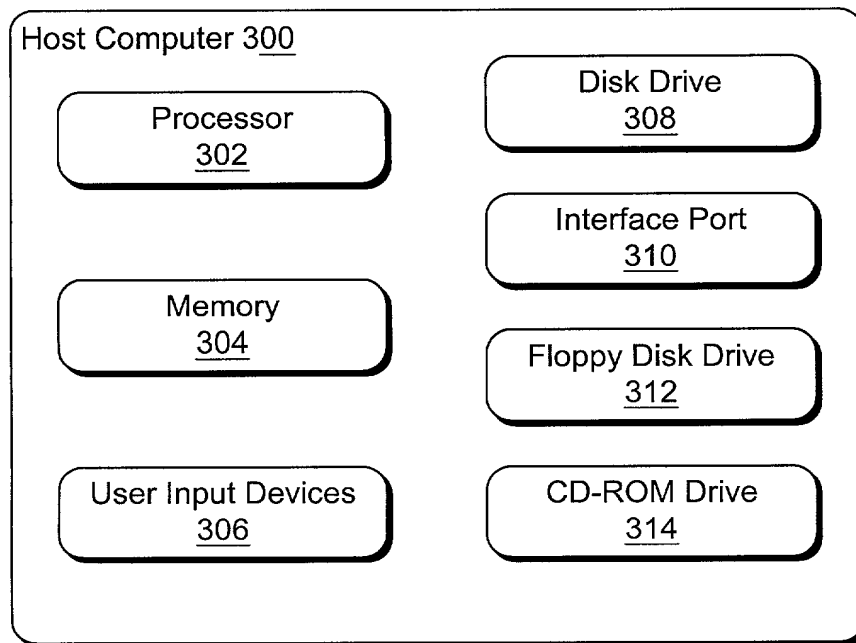 Host Computer 300
Processor
302
Memory
304
User Input Devices
306
Disk Drive
308
Interface Port
310
Floppy Disk Drive
312
CD-ROM Drive
314